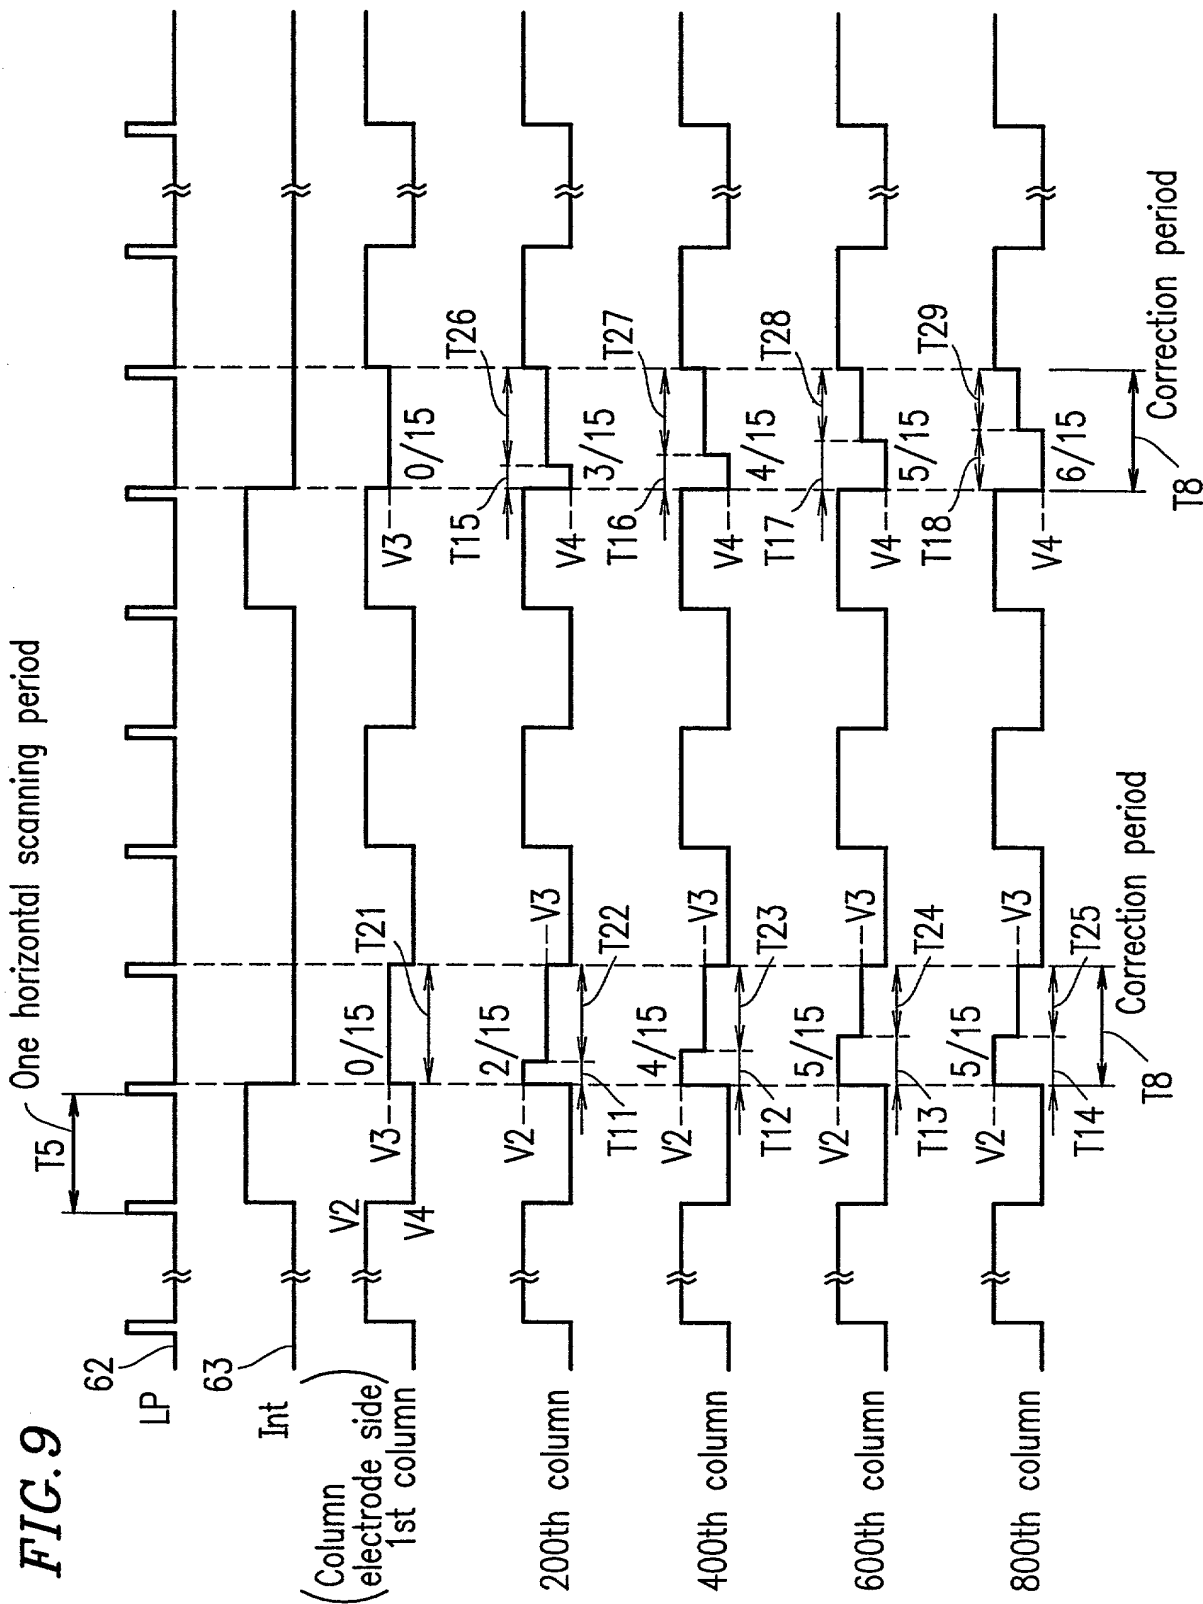 FIG. 9
One horizontal scanning period
T5
62
LP
63
Int
(Column
electrode side)
1st column
V2
V4
V3
0/15
T21
V3
0/15
200th column
V2
2/15
V3
T11
T22
T15
T26
V4
3/15
400th column
V2
4/15
V3
T12
T23
T16
T27
V4
4/15
600th column
V2
5/15
V3
T13
T24
T17
T28
V4
5/15
800th column
V2
5/15
V3
T14
T25
T18
T29
V4
6/15
T8
Correction period
T8
Correction period